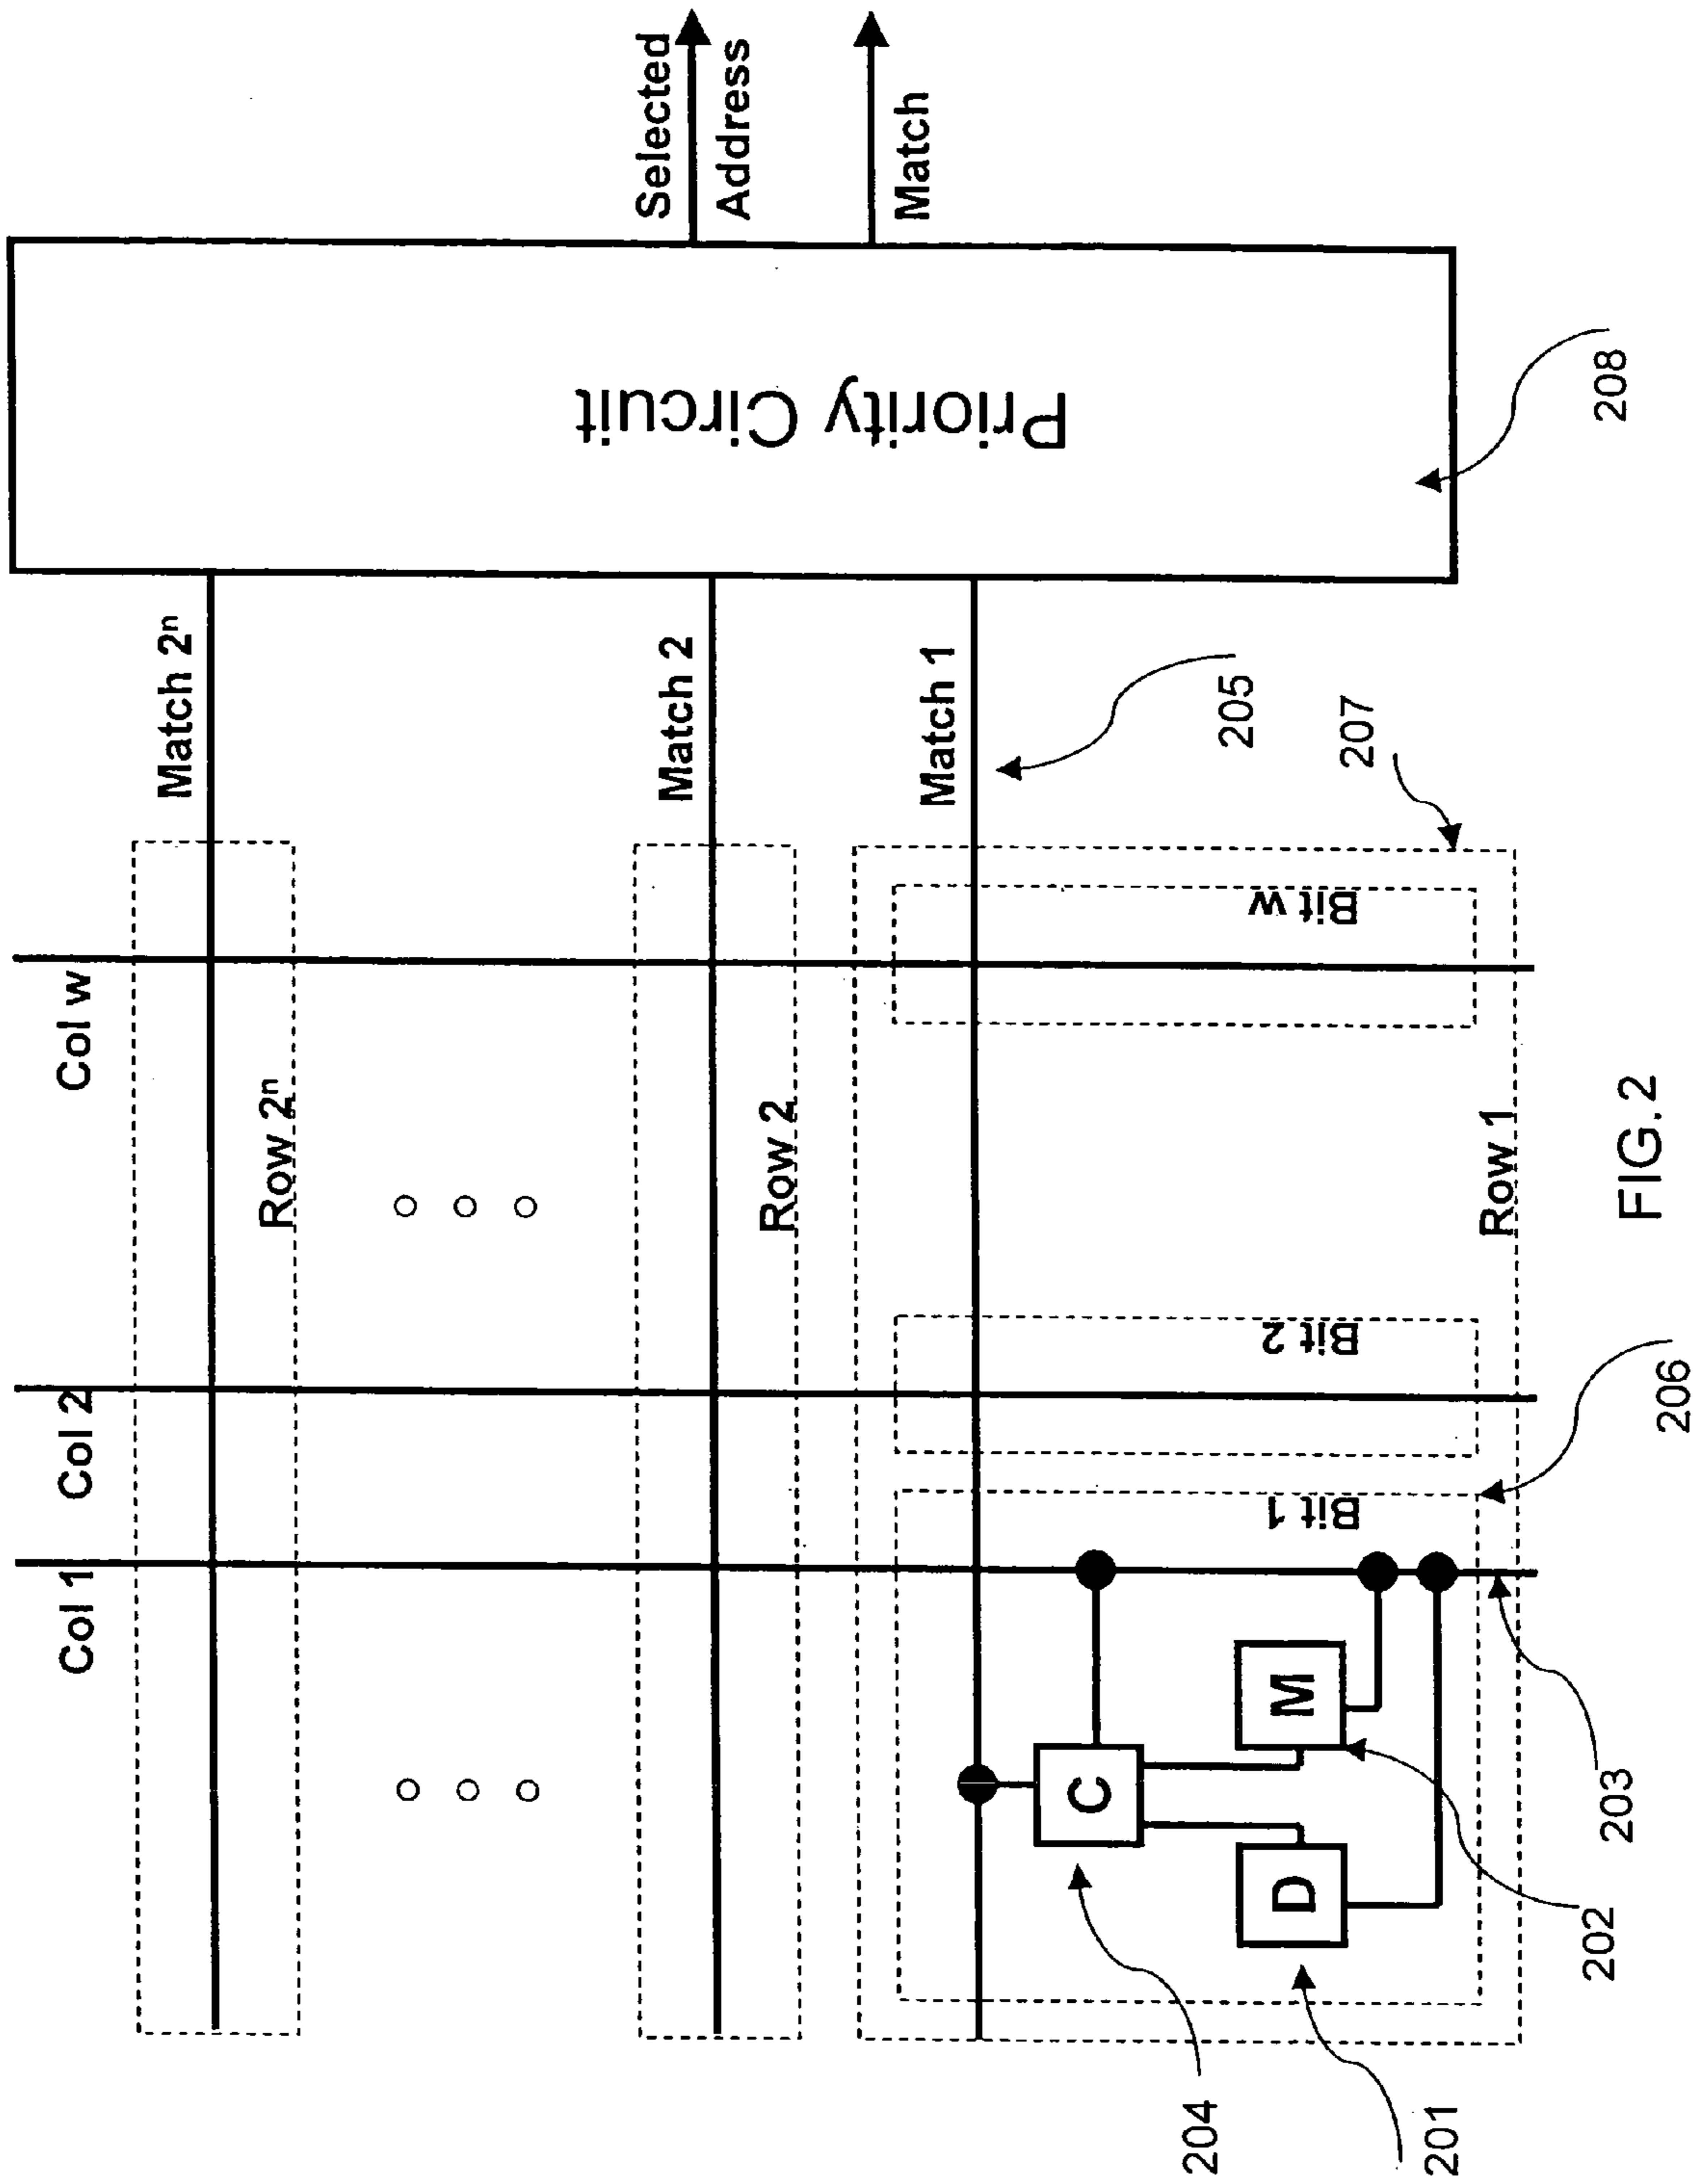 Col 1
Col 2
Col w
Match 2ⁿ
Row 2ⁿ
Match 2
Row 2
Match 1
205
Bit 1
Bit 2
Bit w
207
C
M
D
Row 1
Priority Circuit
Selected
Address
Match
204
201
202
203
206
208
FIG.2